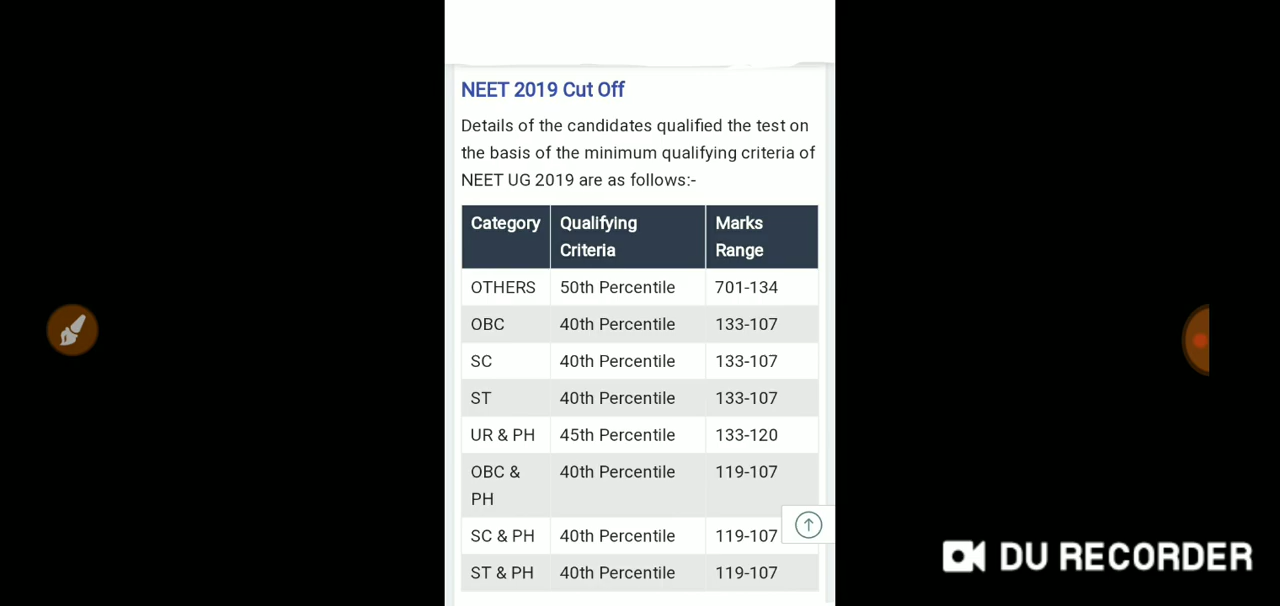 NEET 2019 Cut Off
Details of the candidates qualified the test on
the basis of the minimum qualifying criteria of
NEET UG 2019 are as follows:-
Category Qualifying Criteria Marks Range
OTHERS 50th Percentile 701-134
OBC 40th Percentile 133-107
SC 40th Percentile 133-107
ST 40th Percentile 133-107
UR & PH 45th Percentile 133-120
OBC & PH 40th Percentile 119-107
SC & PH 40th Percentile 119-107
ST & PH 40th Percentile 119-107
DU RECORDER